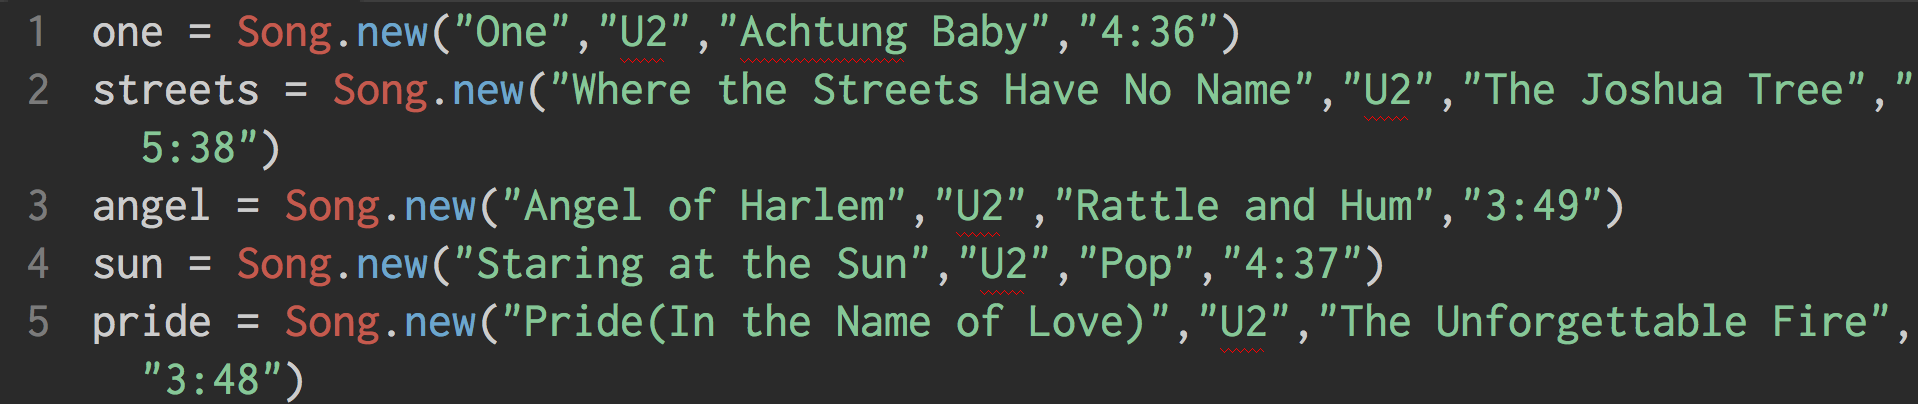 1 one = Song.new("One","U2","Achtung Baby","4:36")
2 streets = Song.new("Where the Streets Have No Name","U2","The Joshua Tree","
5:38")
3 angel = Song.new("Angel of Harlem","U2","Rattle and Hum","3:49")
4 sun = Song.new("Staring at the Sun","U2","Pop","4:37")
5 pride = Song.new("Pride(In the Name of Love)","U2","The Unforgettable Fire",
"3:48")